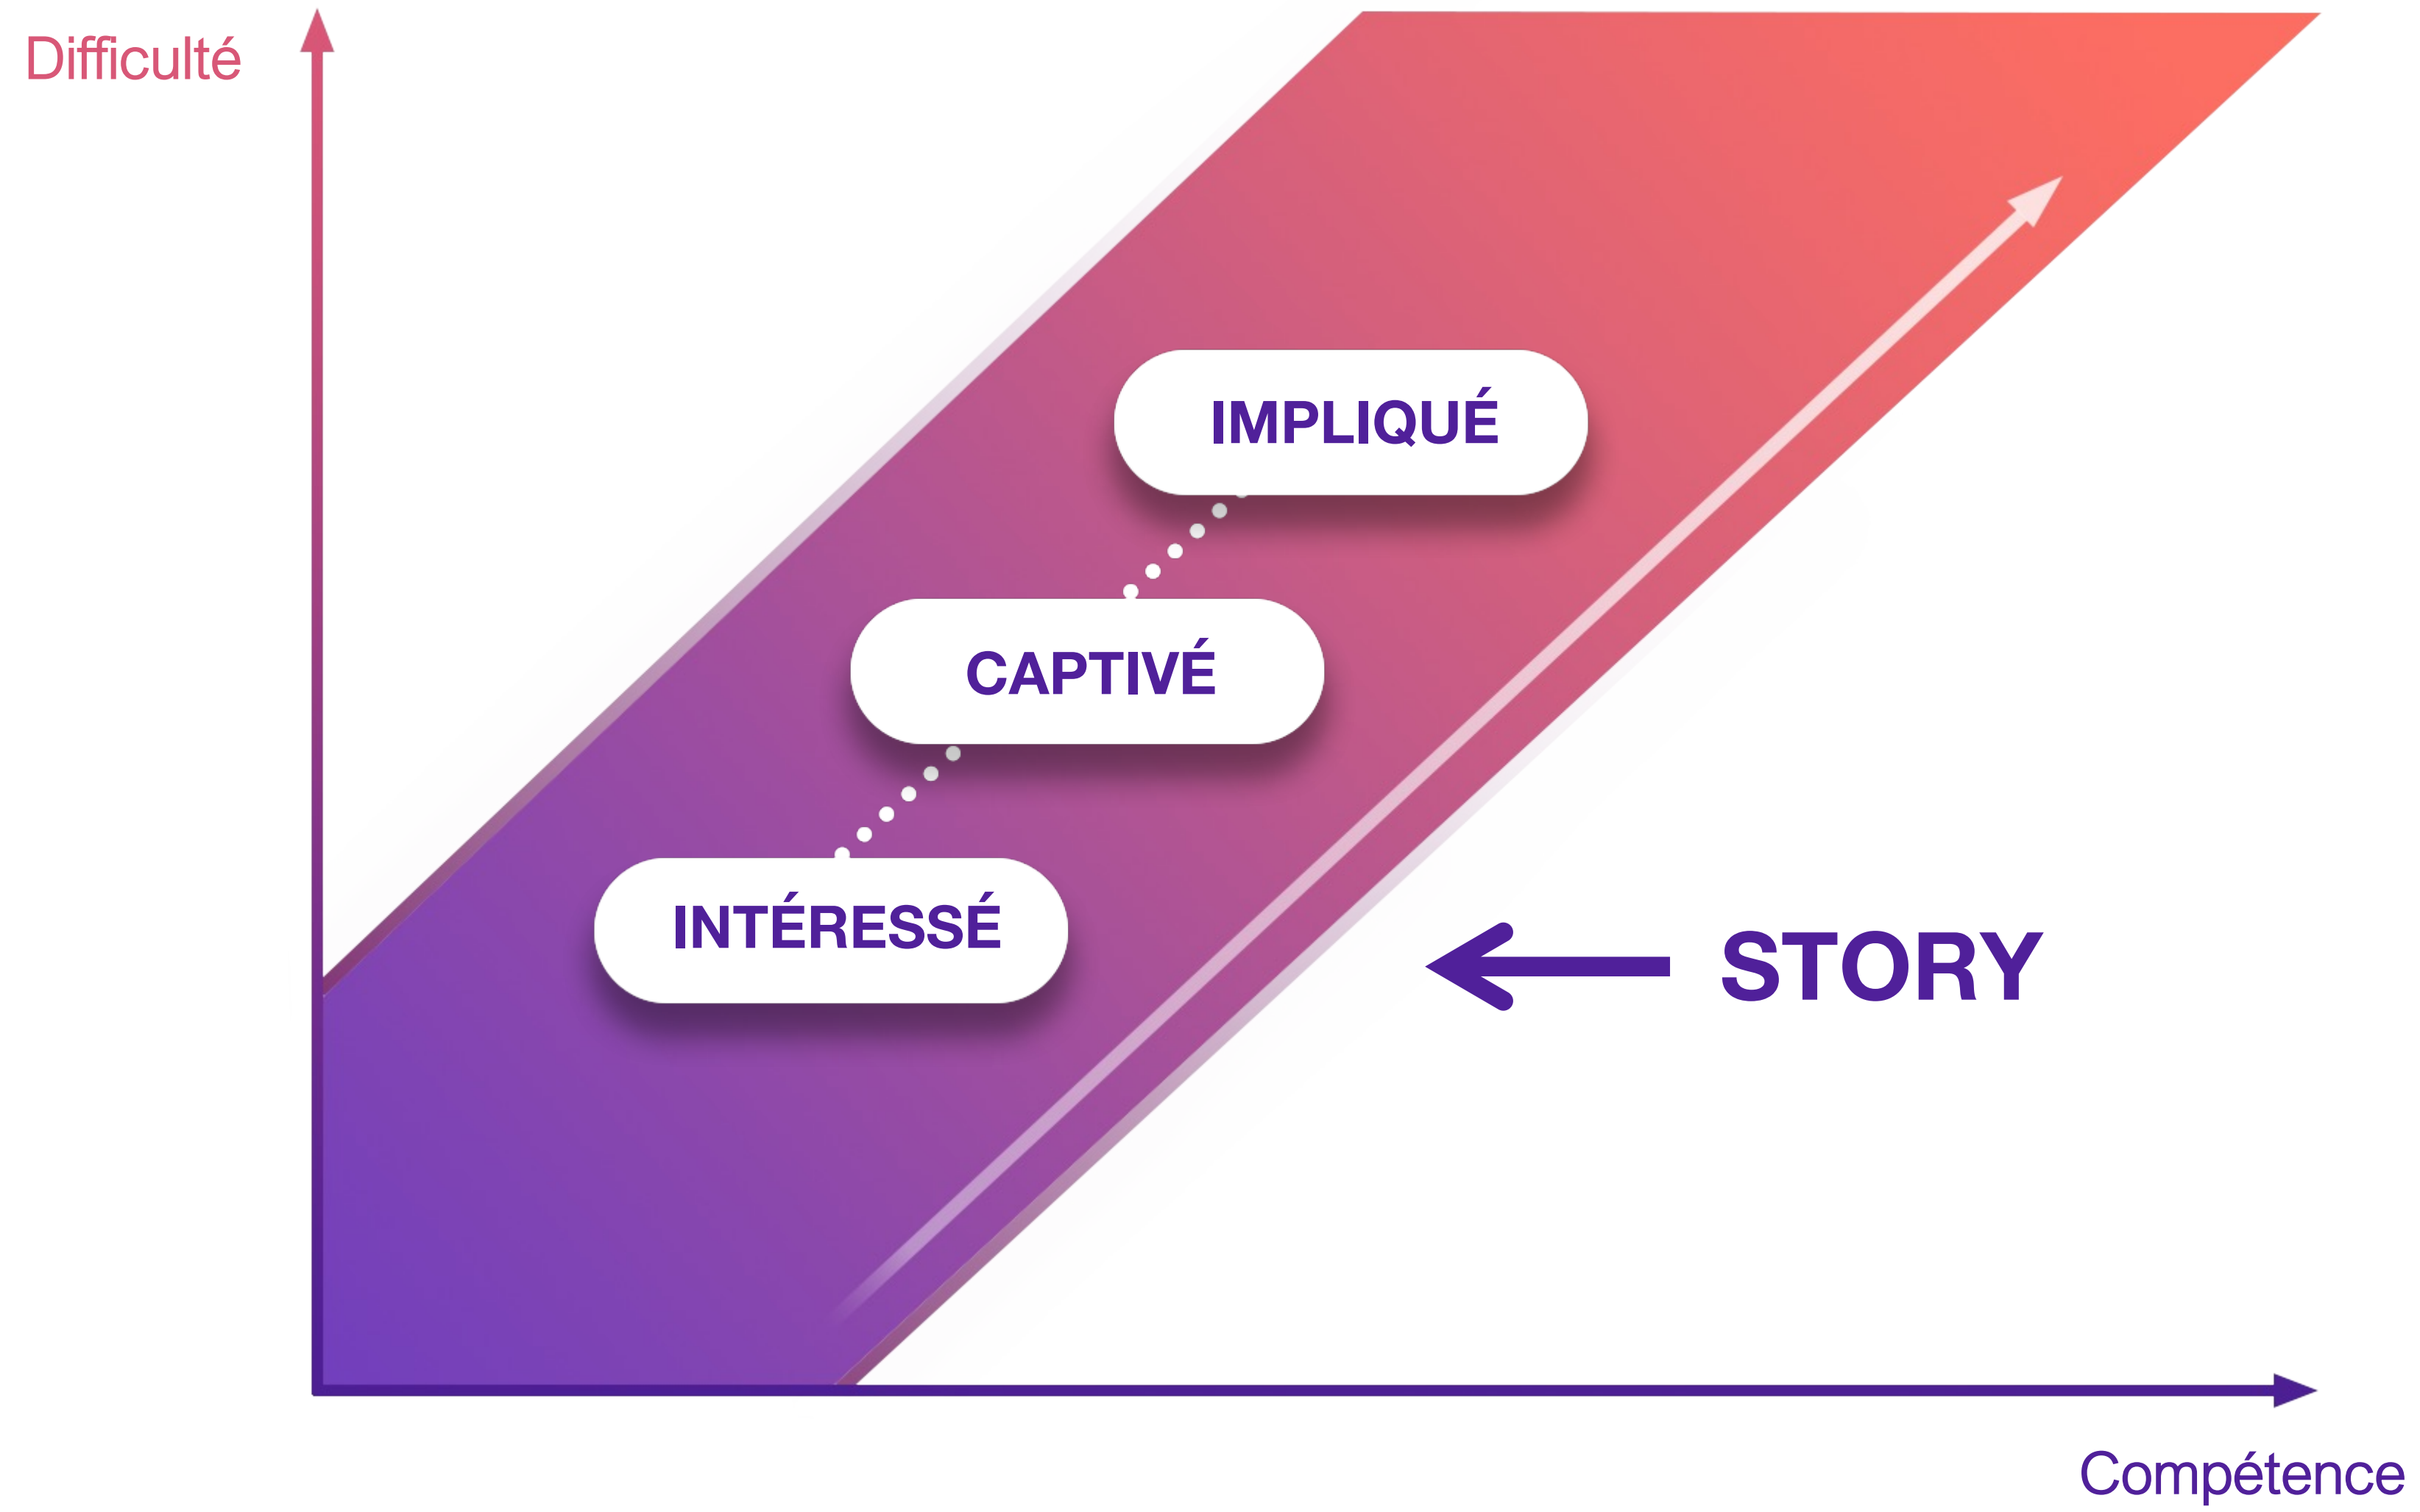 Difficulté
IMPLIQUÉ
CAPTIVÉ
INTÉRESSÉ
STORY
Compétence